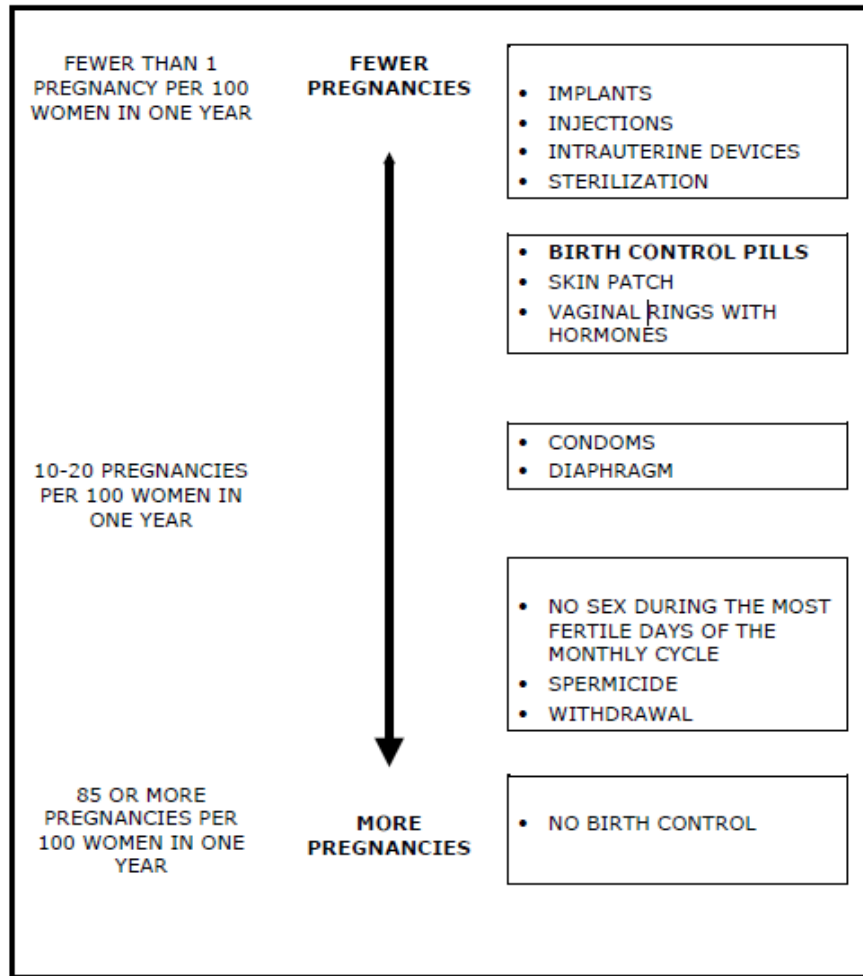 FEWER THAN 1
PREGNANCY PER 100
WOMEN IN ONE YEAR
FEWER
PREGNANCIES
• IMPLANTS
• INJECTIONS
• INTRAUTERINE DEVICES
• STERILIZATION
• BIRTH CONTROL PILLS
• SKIN PATCH
• VAGINAL RINGS WITH
HORMONES
10-20 PREGNANCIES
PER 100 WOMEN IN
ONE YEAR
• CONDOMS
• DIAPHRAGM
• NO SEX DURING THE MOST
FERTILE DAYS OF THE
MONTHLY CYCLE
• SPERMICIDE
• WITHDRAWAL
85 OR MORE
PREGNANCIES PER
100 WOMEN IN ONE
YEAR
MORE
PREGNANCIES
• NO BIRTH CONTROL